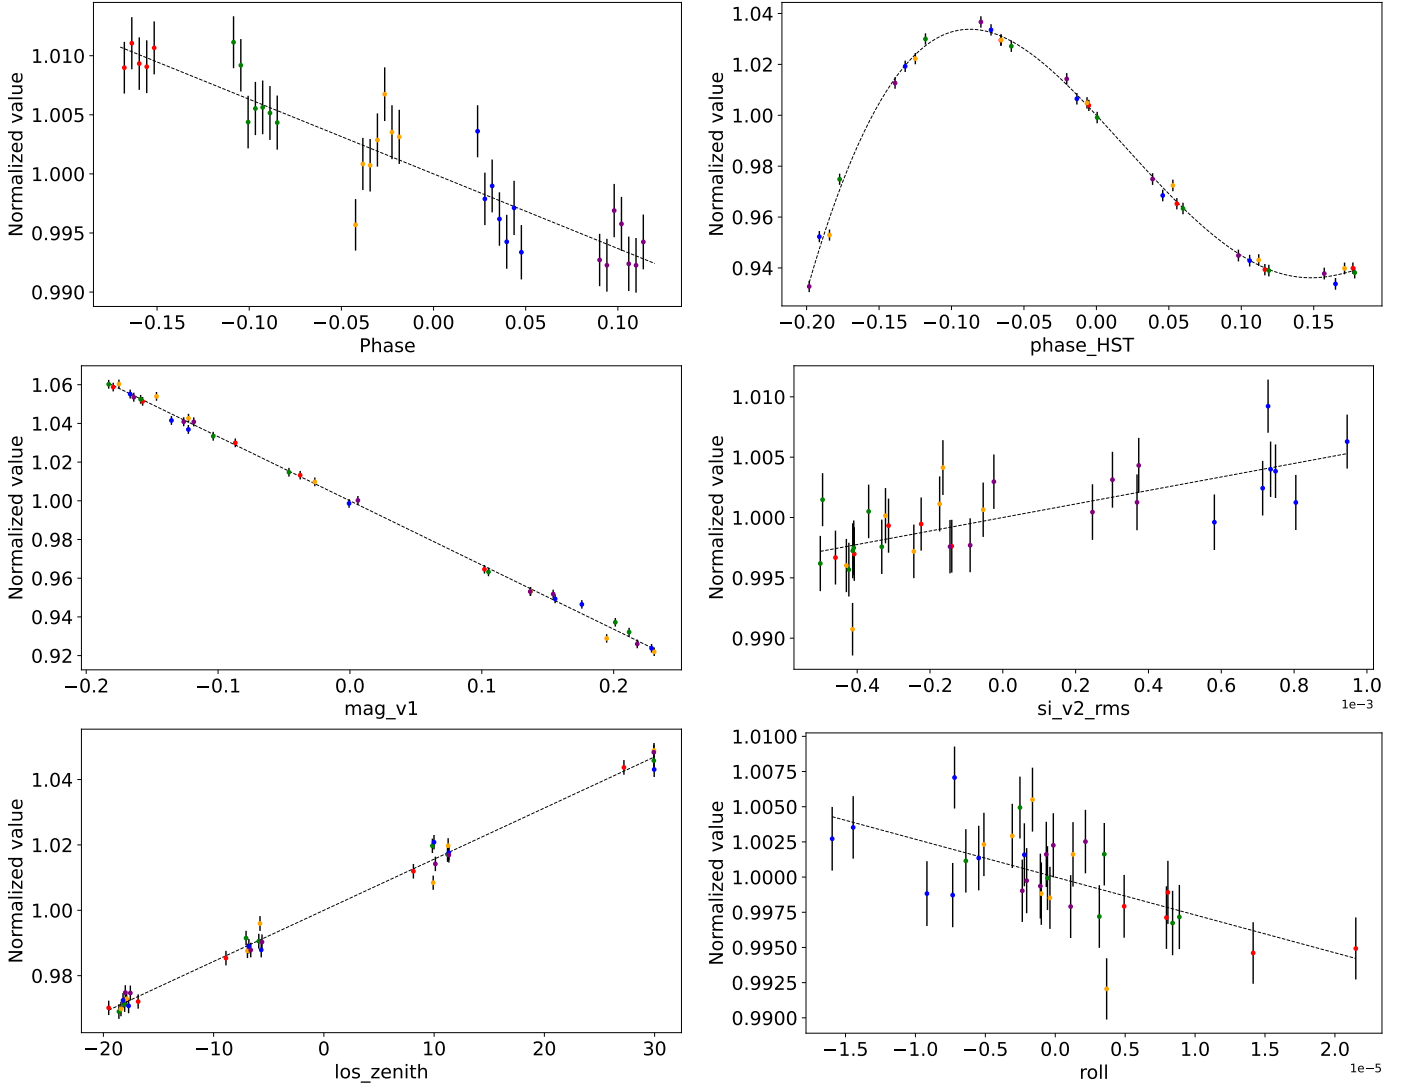 Normalized value
1.010
1.005
1.000
0.995
0.990
−0.15 −0.10 −0.05 0.00 0.05 0.10
Phase
Normalized value
1.04
1.02
1.00
0.98
0.96
0.94
−0.20 −0.15 −0.10 −0.05 0.00 0.05 0.10 0.15
phase_HST
Normalized value
1.06
1.04
1.02
1.00
0.98
0.96
0.94
0.92
−0.2 −0.1 0.0 0.1 0.2
mag_v1
Normalized value
1.010
1.005
1.000
0.995
0.990
−0.4 −0.2 0.0 0.2 0.4 0.6 0.8 1.0
si_v2_rms
1e−3
Normalized value
1.04
1.02
1.00
0.98
−20 −10 0 10 20 30
los_zenith
Normalized value
1.0100
1.0075
1.0050
1.0025
1.0000
0.9975
0.9950
0.9925
0.9900
−1.5 −1.0 −0.5 0.0 0.5 1.0 1.5 2.0
roll
1e−5